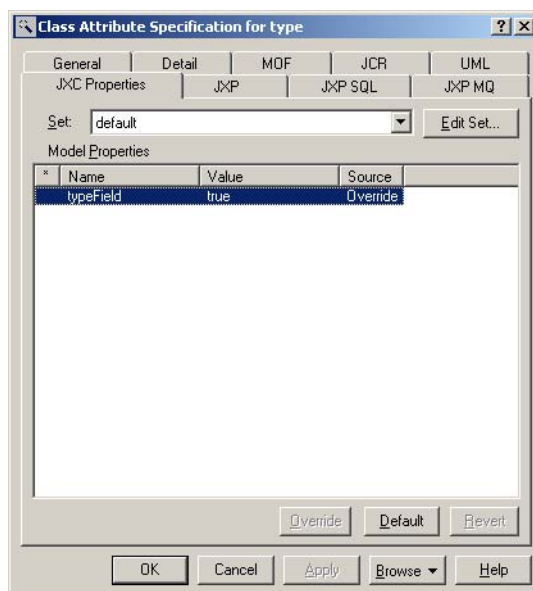 Class Attribute Specification for type
General Detail MOF JCR UML
JXC Properties JXP JXP SQL JXP MQ
Set: default Edit Set...
Model Properties
* Name Value Source
typeField true Override
Override Default Revert
OK Cancel Apply Browse Help